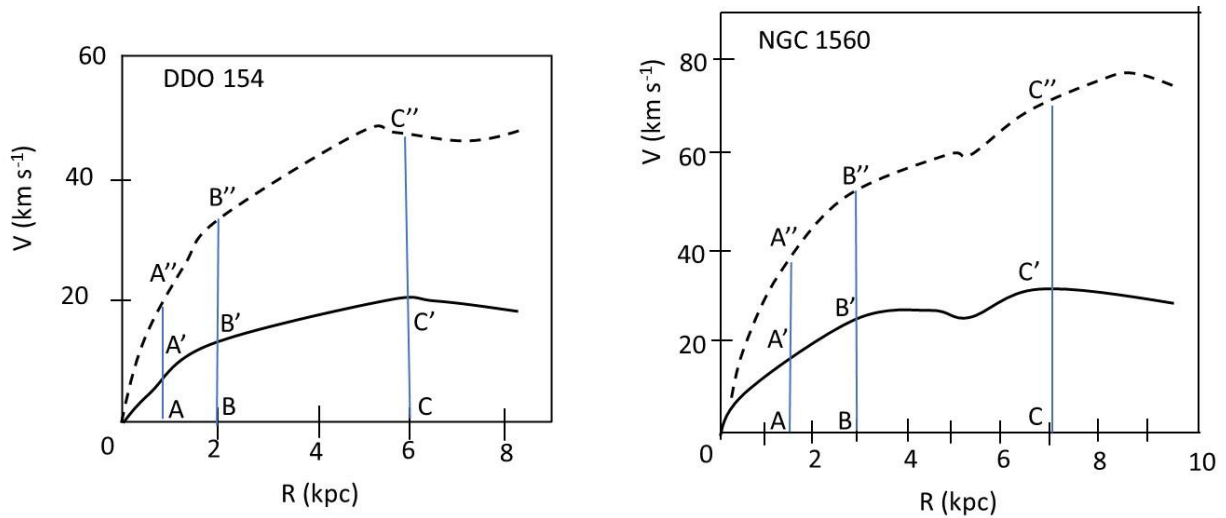 60
DDO 154
C’’
V (km s-1)
40
B’’
A’’
20
B’
A’
C’
A
B
C
0
2
4
6
8
R (kpc)
NGC 1560
80
C’’
V (km s-1)
60
B’’
A’’
40
C’
B’
A’
20
A
B
C
0
2
4
6
8
10
R (kpc)